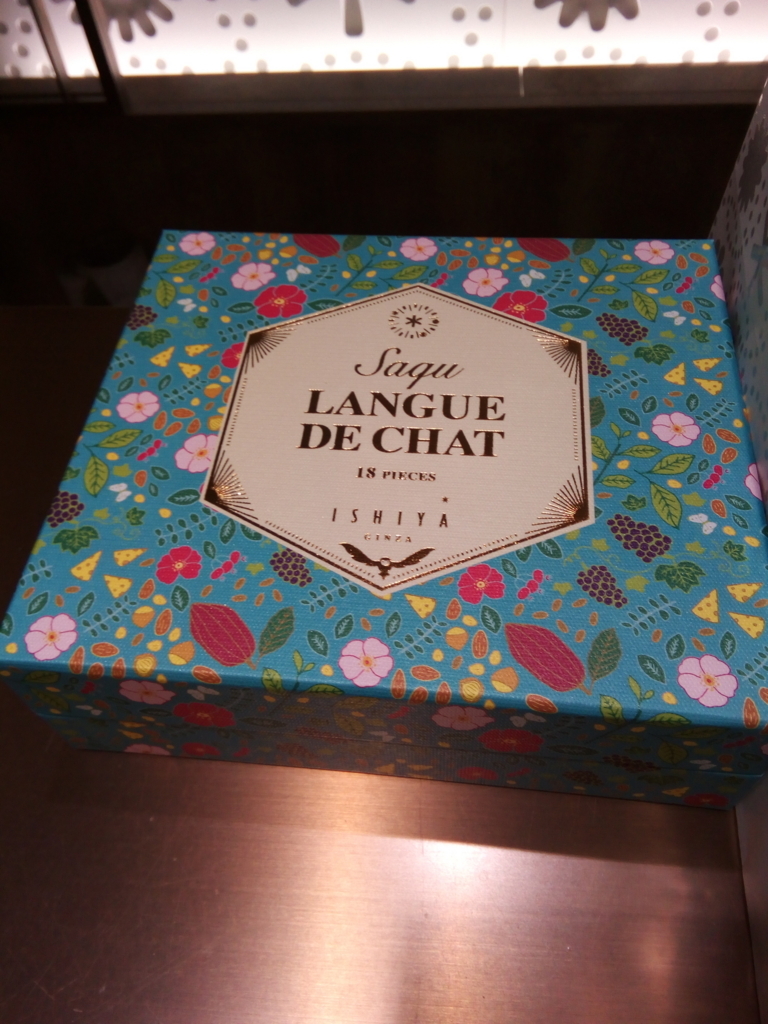 Saqu
LANGUE
DE CHAT
18 PIECES
ISHIYA
GINZA